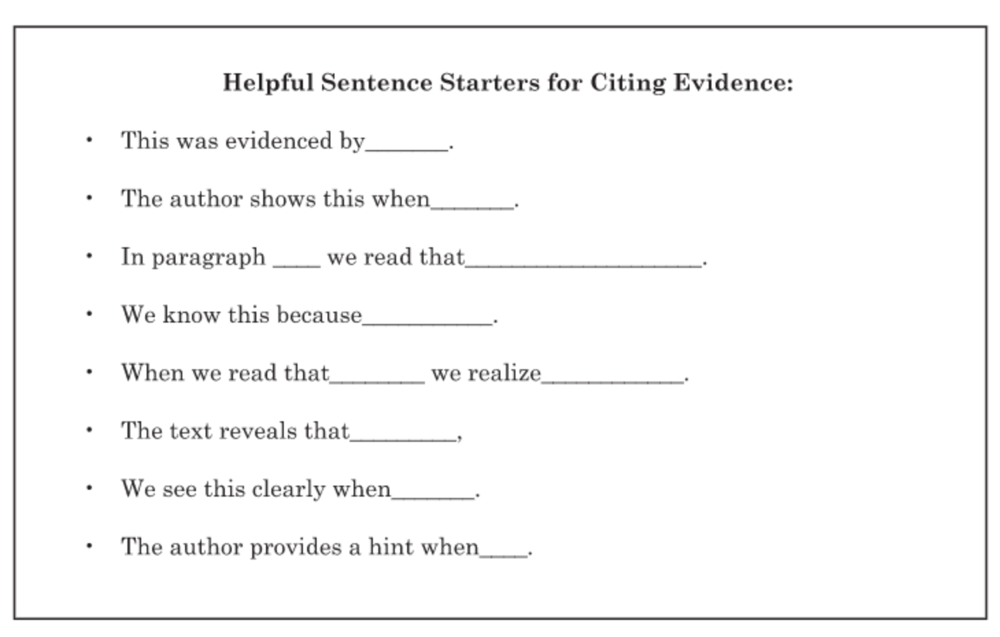 Helpful Sentence Starters for Citing Evidence:
• This was evidenced by_______.
• The author shows this when_______.
• In paragraph ____ we read that____________________.
• We know this because___________.
• When we read that________ we realize____________.
• The text reveals that_________,
• We see this clearly when_______.
• The author provides a hint when____.